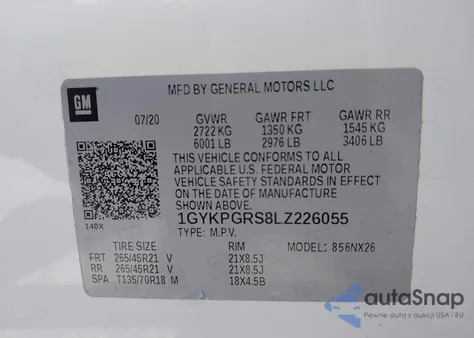 GM
MFD BY GENERAL MOTORS LLC
07/20 GVWR GAWR FRT GAWR RR
2722 KG 1350 KG 1545 KG
6001 LB 2976 LB 3406 LB
THIS VEHICLE CONFORMS TO ALL
APPLICABLE U.S. FEDERAL MOTOR
VEHICLE SAFETY STANDARDS IN
EFFECT ON THE DATE OF
MANUFACTURE SHOWN ABOVE.
1GYKPGRS8LZ226055
140X TYPE: M.P.V.
TIRE SIZE RIM MODEL: 856NX26
FRT 265/45R21 V 21X8.5J
RR 265/45R21 V 21X8.5J
SPA T135/70R18 M 18X4.5B
autoSnap
Pewne auto z USA i EU